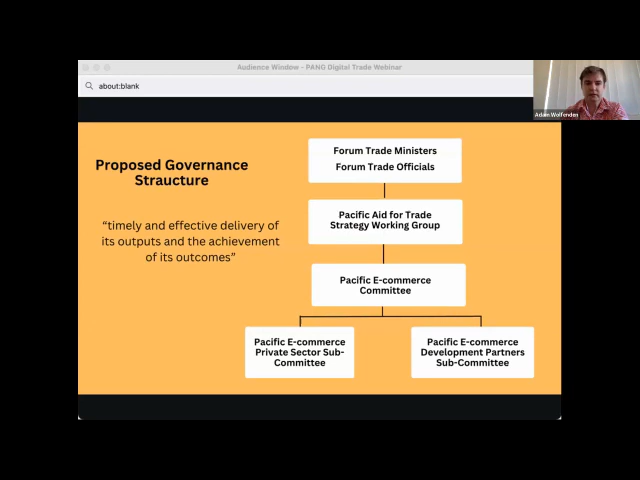 Audience Window - PANG Digital Trade Webinar
about:blank
Adam Wolfenden
Proposed Governance
Straucture
"timely and effective delivery of
its outputs and the achievement
of its outcomes"
Forum Trade Ministers
Forum Trade Officials
Pacific Aid for Trade
Strategy Working Group
Pacific E-commerce
Committee
Pacific E-commerce
Private Sector Sub-
Committee
Pacific E-commerce
Development Partners
Sub-Committee